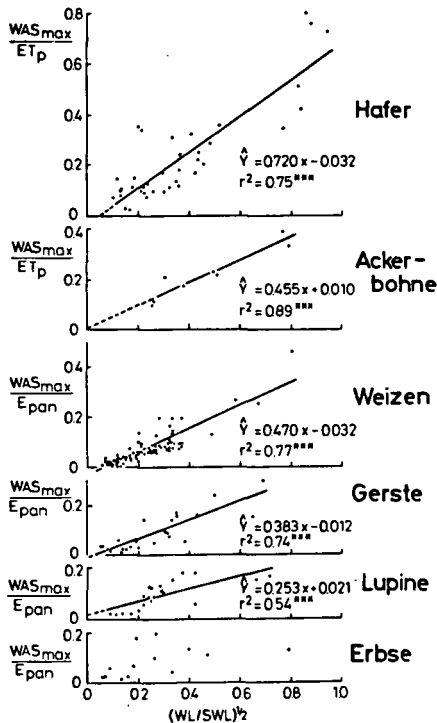 WASmax
ETp
0.8
0.6
0.4
0.2
0
Hafer
Ŷ = 0.720 x - 0.032
r² = 0.75***
WASmax
ETp
0.4
0.2
0
Acker-
bohne
Ŷ = 0.455 x + 0.010
r² = 0.89***
WASmax
Epan
0.4
0.2
0
Weizen
Ŷ = 0.470 x - 0.032
r² = 0.77***
WASmax
Epan
0.2
0
Gerste
Ŷ = 0.383 x - 0.012
r² = 0.74***
WASmax
Epan
0.2
0
Lupine
Ŷ = 0.253 x + 0.021
r² = 0.54***
WASmax
Epan
0.2
0
Erbse
0 0.2 0.4 0.6 0.8 1.0
(WL/SWL)½